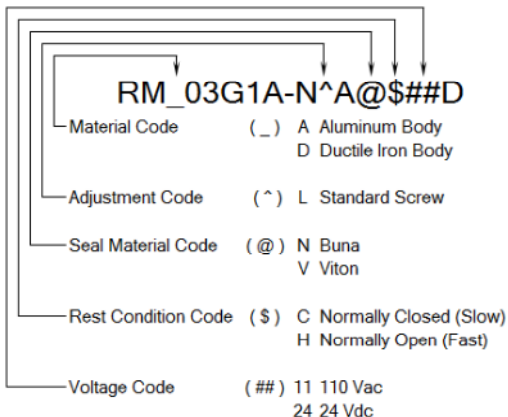 RM_03G1A-N^A@$##D
Material Code (_) A Aluminum Body
D Ductile Iron Body
Adjustment Code (^) L Standard Screw
Seal Material Code (@) N Buna
V Viton
Rest Condition Code ($) C Normally Closed (Slow)
H Normally Open (Fast)
Voltage Code (##) 11 110 Vac
24 24 Vdc